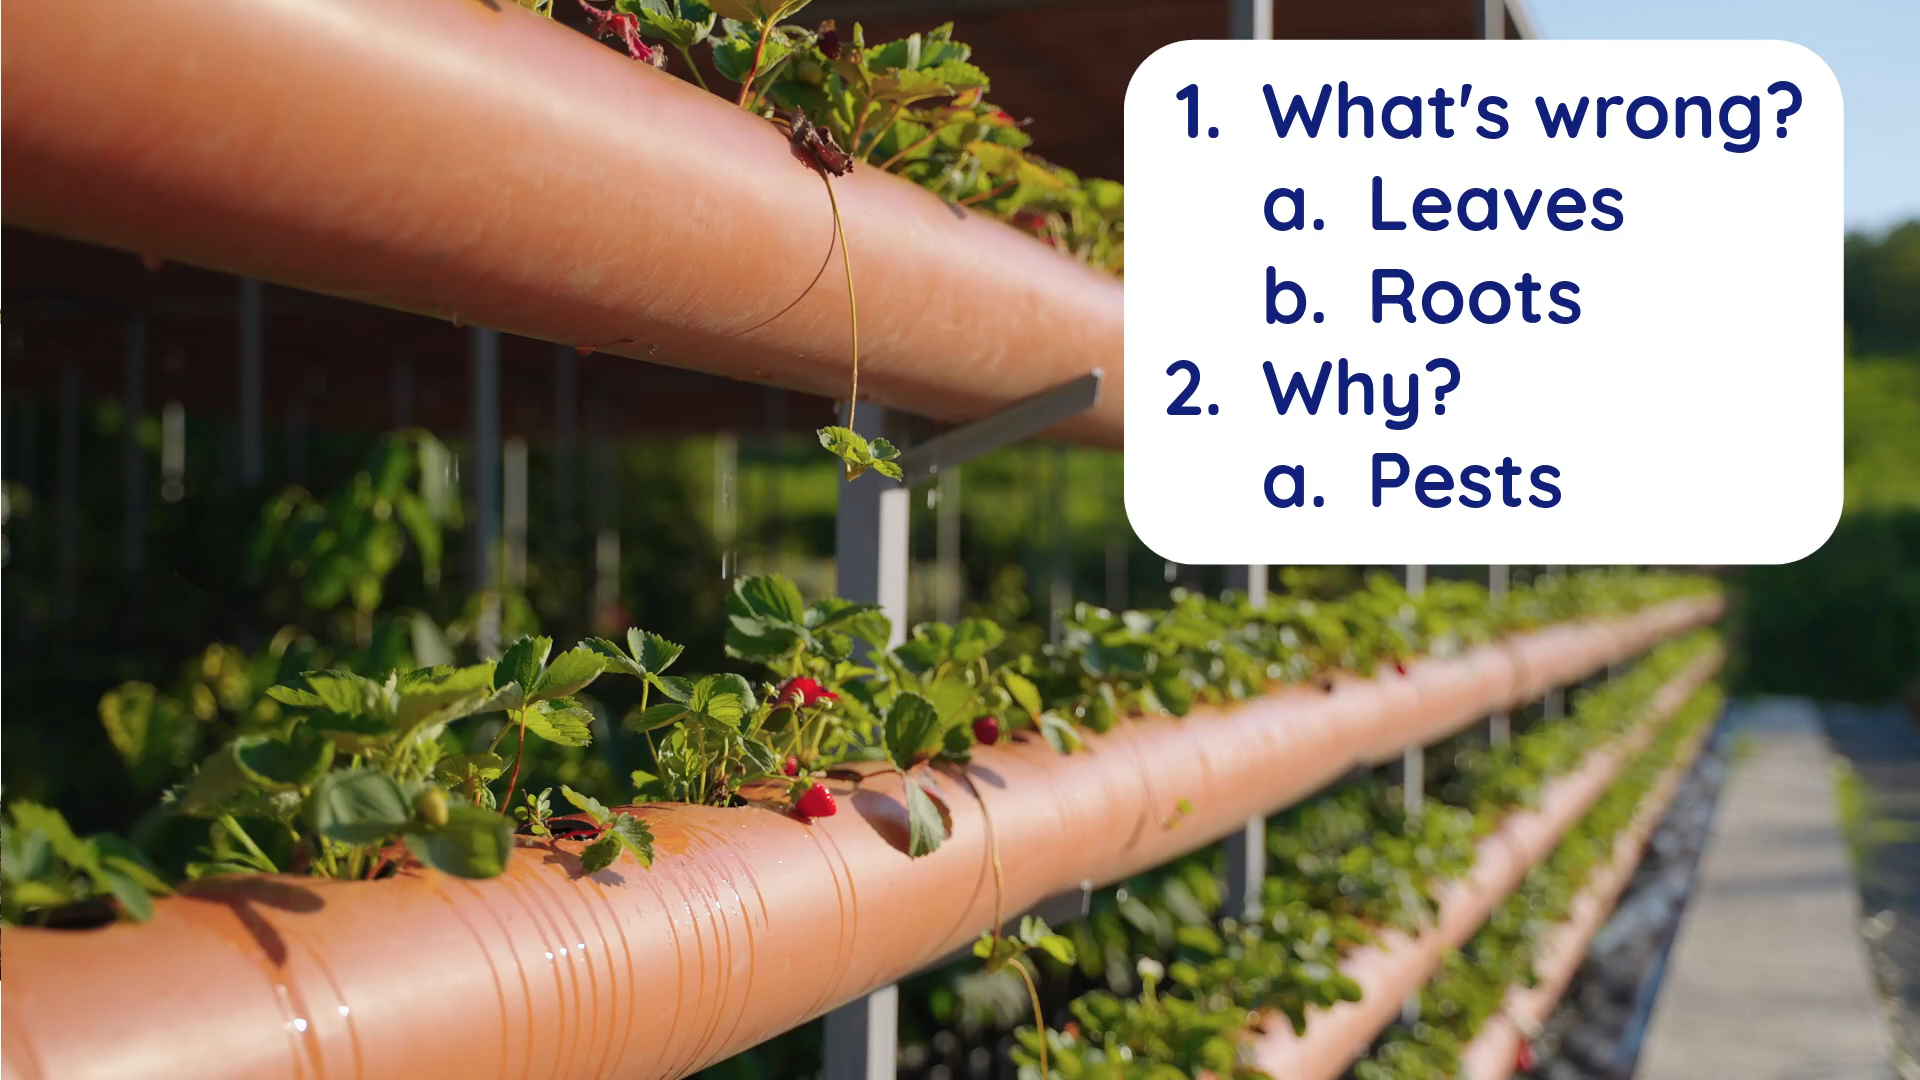 1. What's wrong?
a. Leaves
b. Roots
2. Why?
a. Pests